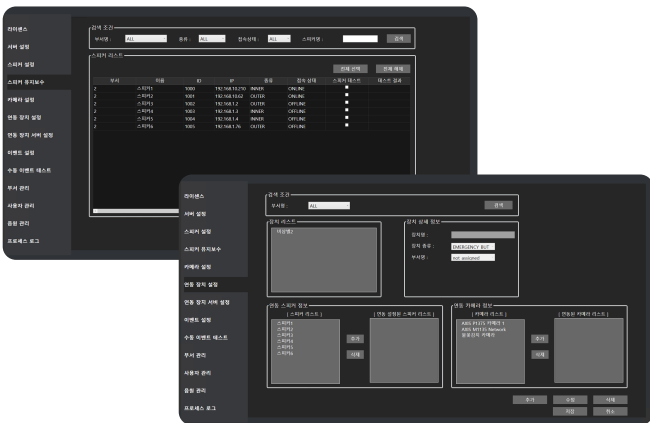 라이센스
서버 설정
스피커 설정
스피커 유지보수
카메라 설정
연동 장치 설정
연동 장치 서버 설정
이벤트 설정
수동 이벤트 테스트
부서 관리
사용자 관리
음원 관리
프로세스 로그
검색 조건
부서명 : ALL 종류 : ALL 접속상태 : ALL 스피커명 : 검색
스피커 리스트
전체 선택 전체 해제
부서 이름 ID IP 종류 접속 상태 스피커 테스트 테스트 결과
2 스피커1 1000 192.168.10.210 INNER ONLINE
2 스피커2 1001 192.168.10.62 OUTER ONLINE
2 스피커3 1002 192.168.1.2 OUTER OFFLINE
2 스피커4 1003 192.168.1.3 INNER OFFLINE
2 스피커5 1004 192.168.1.4 INNER OFFLINE
2 스피커6 1005 192.168.1.76 OUTER OFFLINE
라이센스
서버 설정
스피커 설정
스피커 유지보수
카메라 설정
연동 장치 설정
연동 장치 서버 설정
이벤트 설정
수동 이벤트 테스트
부서 관리
사용자 관리
음원 관리
프로세스 로그
검색 조건
부서명 : ALL 검색
장치 리스트
비상벨2
장치 상세 정보
장치명 :
장치 종류 : EMERGENCY BUT
부서명 : not assigned
연동 스피커 정보
[ 스피커 리스트 ] [ 연동 설정된 스피커 리스트 ]
스피커1
스피커2
스피커3
스피커4
스피커5
스피커6
추가
삭제
연동 카메라 정보
[ 카메라 리스트 ] [ 연동된 카메라 리스트 ]
AXIS P1375 카메라 1
AXIS M1135 Network
추가
삭제
추가 수정 삭제
저장 취소